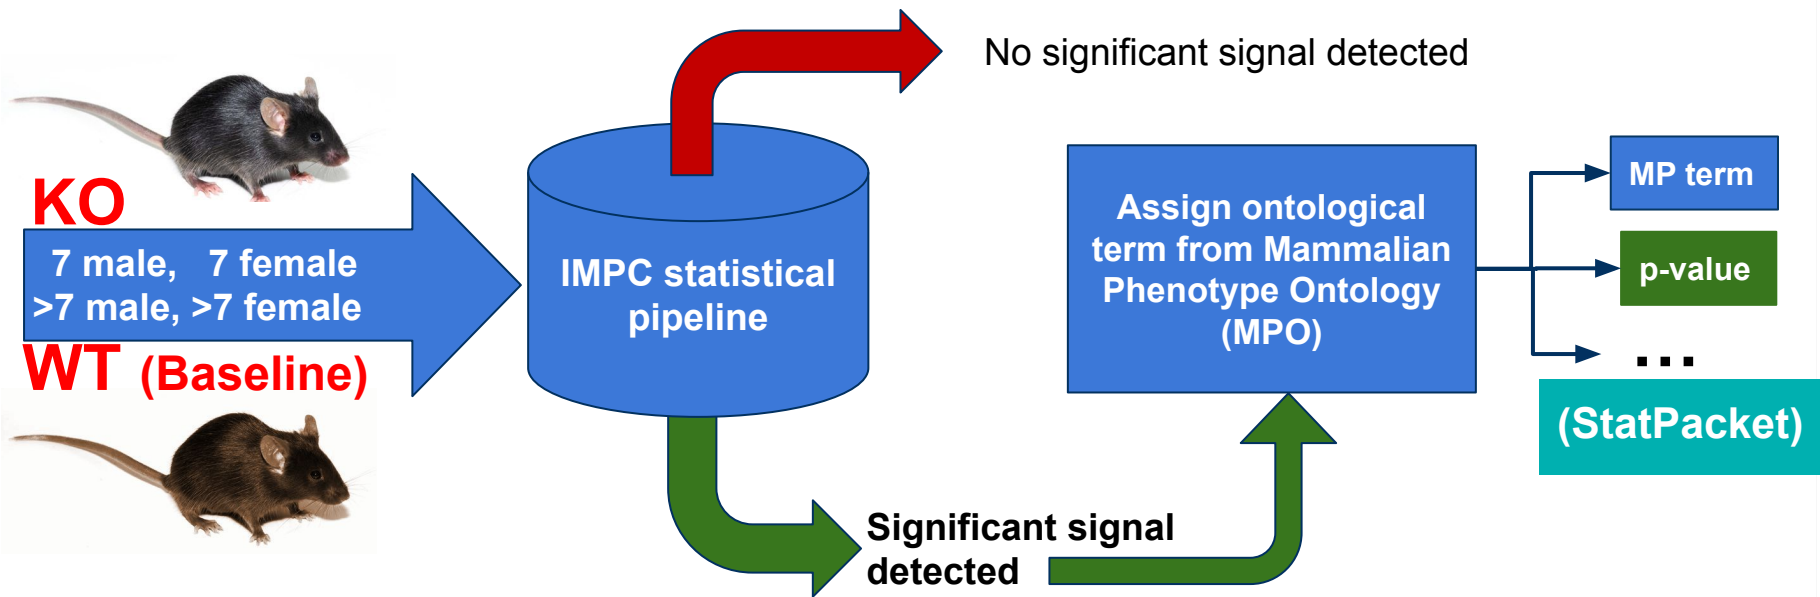 No significant signal detected
KO
7 male, 7 female
>7 male, >7 female
WT (Baseline)
IMPC statistical
pipeline
Significant signal
detected
Assign ontological
term from Mammalian
Phenotype Ontology
(MPO)
MP term
p-value
...
(StatPacket)